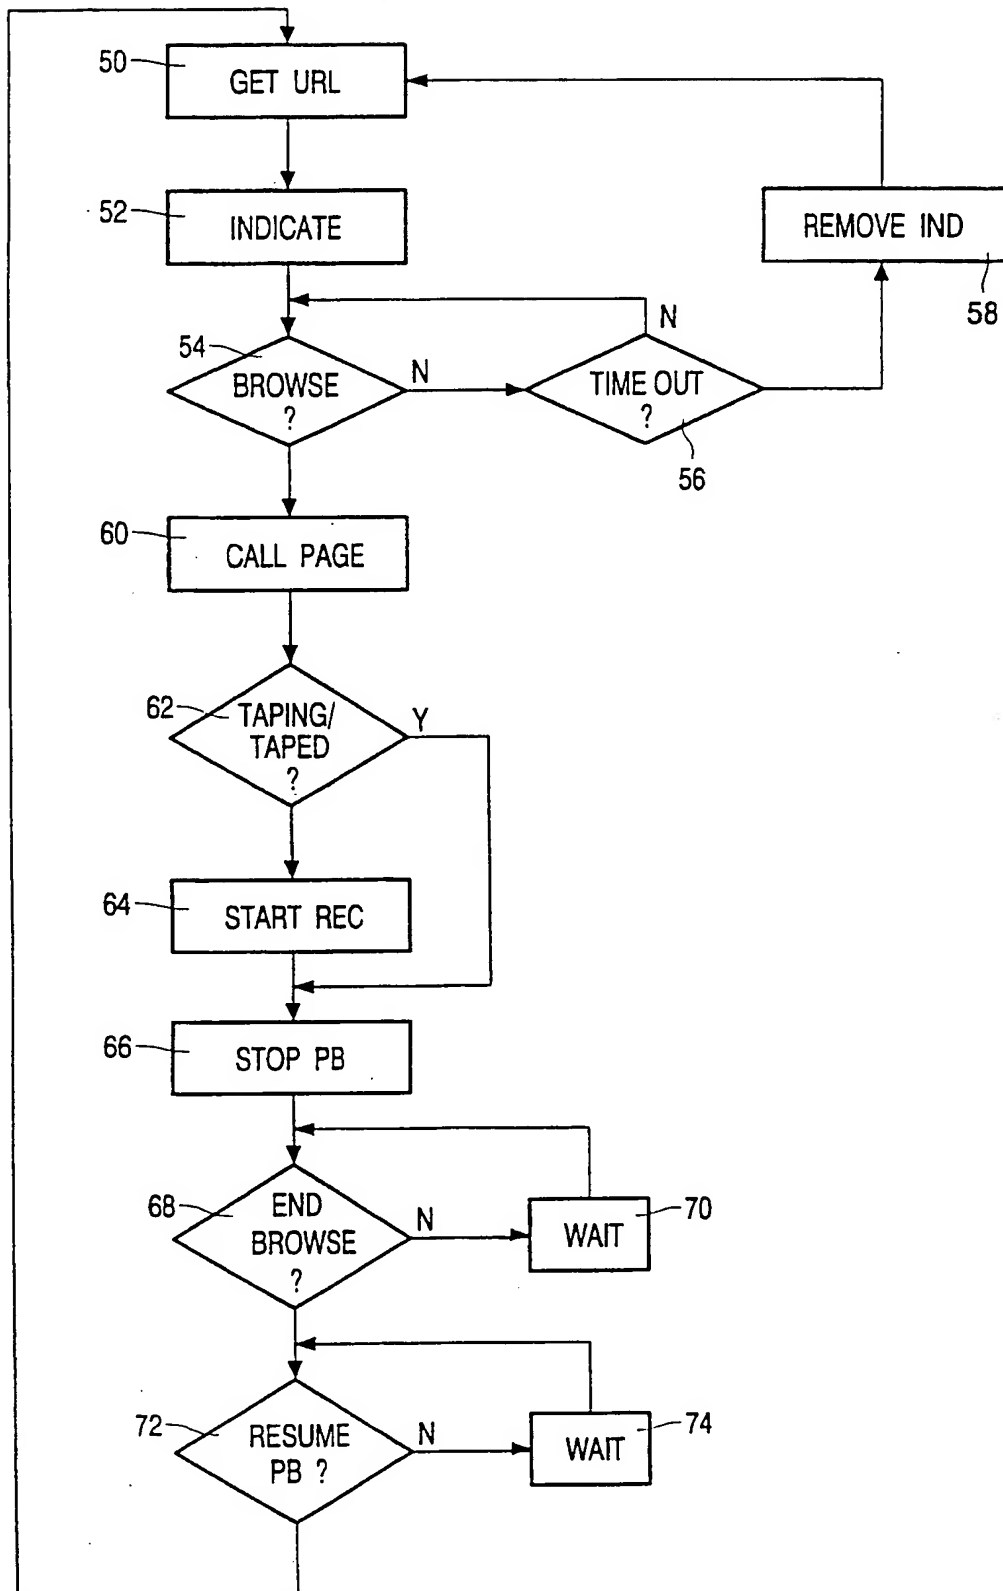 50
GET URL
52
INDICATE
REMOVE IND
58
54
BROWSE
?
N
N
TIME OUT
?
56
60
CALL PAGE
62
TAPING/
TAPED
?
Y
64
START REC
66
STOP PB
68
END
BROWSE
?
N
WAIT
70
72
RESUME
PB ?
N
WAIT
74